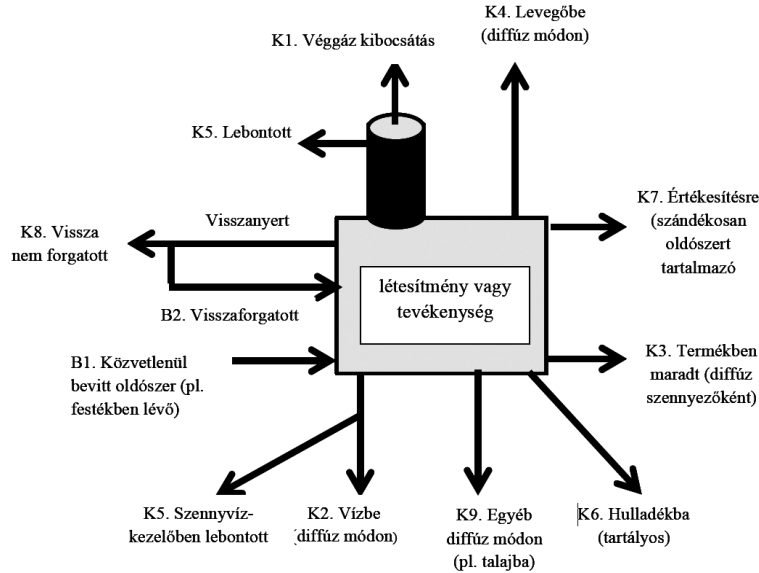 K4. Levegőbe
(diffúz módon)
K1. Véggáz kibocsátás
K5. Lebontott
K7. Értékesítésre
(szándékosan
oldószert
tartalmazó
Visszanyert
K8. Vissza
nem forgatott
létesítmény vagy
tevékenység
B2. Visszaforgatott
B1. Közvetlenül
bevitt oldószer (pl.
festékben lévő)
K3. Termékben
maradt (diffúz
szennyezőként)
K5. Szennyvíz-
kezelőben lebontott
K2. Vízbe
(diffúz módon)
K9. Egyéb
diffúz módon
(pl. talajba)
K6. Hulladékba
(tartályos)